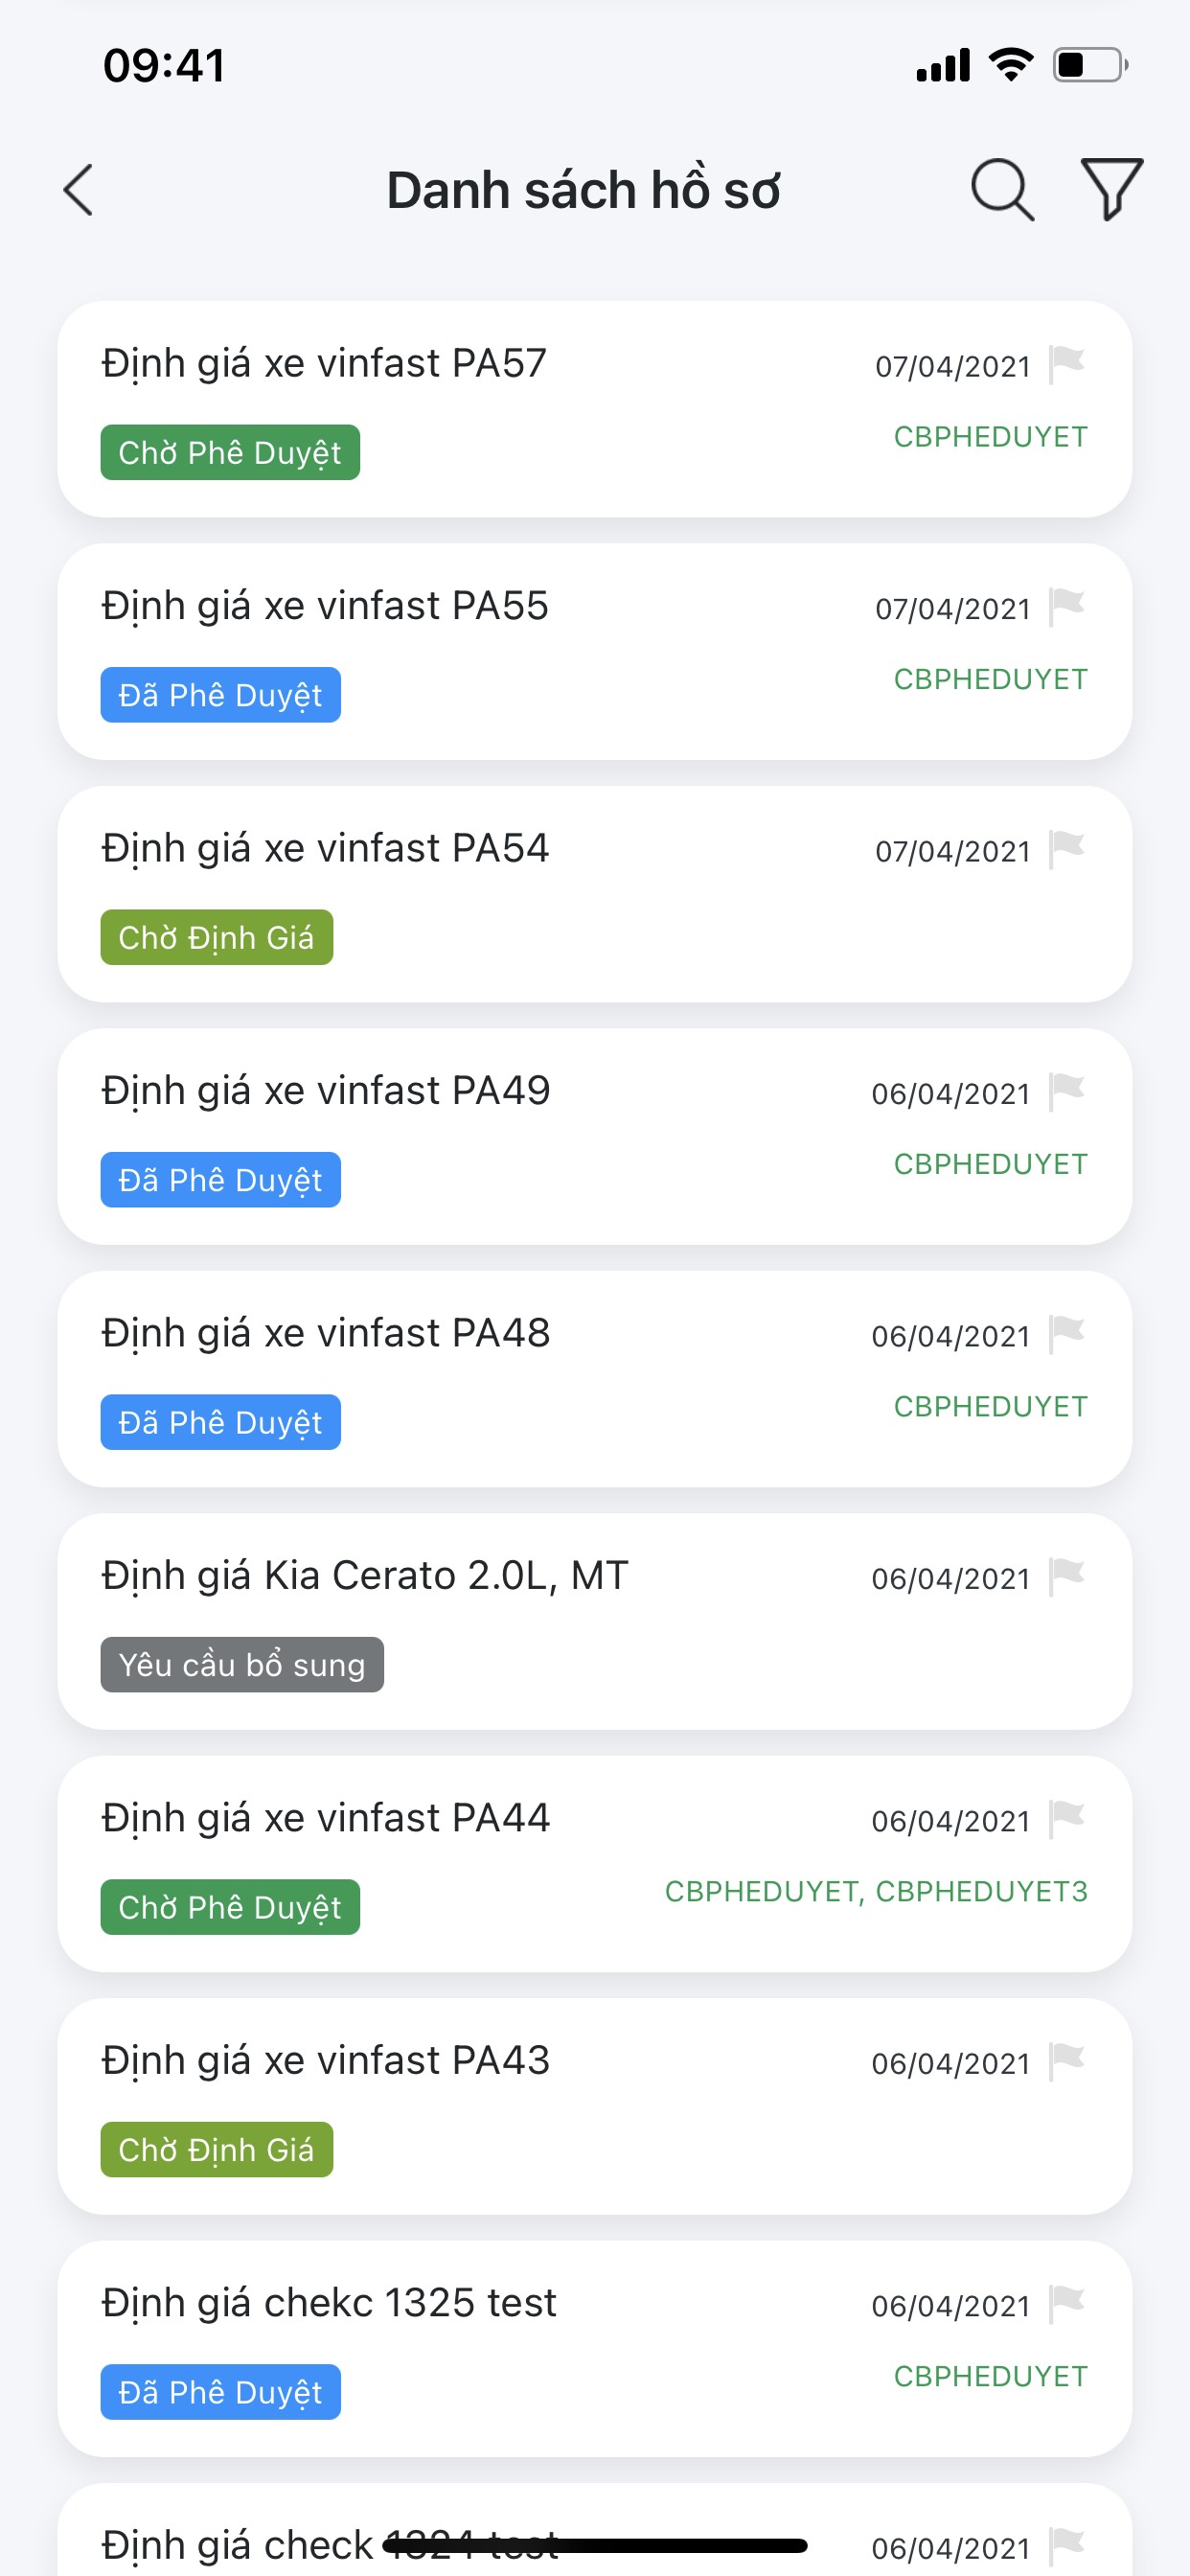 09:41
Danh sách hồ sơ
Định giá xe vinfast PA57
07/04/2021
Chờ Phê Duyệt
CBPHEDUYET
Định giá xe vinfast PA55
07/04/2021
Đã Phê Duyệt
CBPHEDUYET
Định giá xe vinfast PA54
07/04/2021
Chờ Định Giá
Định giá xe vinfast PA49
06/04/2021
Đã Phê Duyệt
CBPHEDUYET
Định giá xe vinfast PA48
06/04/2021
Đã Phê Duyệt
CBPHEDUYET
Định giá Kia Cerato 2.0L, MT
06/04/2021
Yêu cầu bổ sung
Định giá xe vinfast PA44
06/04/2021
Chờ Phê Duyệt
CBPHEDUYET, CBPHEDUYET3
Định giá xe vinfast PA43
06/04/2021
Chờ Định Giá
Định giá chekc 1325 test
06/04/2021
Đã Phê Duyệt
CBPHEDUYET
Định giá check 1324 test
06/04/2021